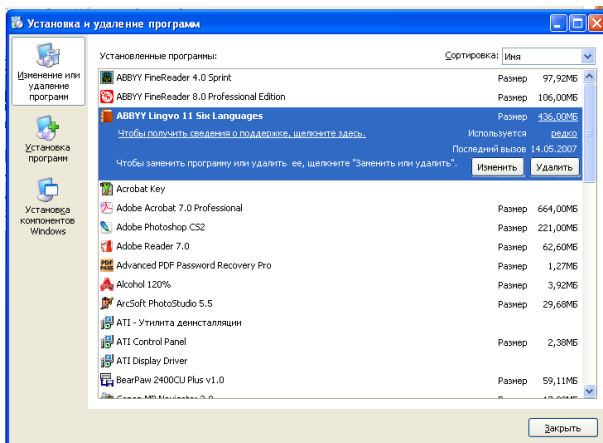 Установка и удаление программ
Изменение или удаление программ
Установка программ
Установка компонентов Windows
Установленные программы:
Сортировка: Имя
ABBYY FineReader 4.0 Sprint Размер 97,92МБ
ABBYY FineReader 8.0 Professional Edition Размер 106,00МБ
ABBYY Lingvo 11 Six Languages Размер 436,00МБ
Чтобы получить сведения о поддержке, щелкните здесь. Используется редко
Последний вызов 14.05.2007
Чтобы заменить программу или удалить ее, щелкните "Заменить или удалить". Изменить Удалить
Acrobat Key
Adobe Acrobat 7.0 Professional Размер 664,00МБ
Adobe Photoshop CS2 Размер 221,00МБ
Adobe Reader 7.0 Размер 62,60МБ
Advanced PDF Password Recovery Pro Размер 1,27МБ
Alcohol 120% Размер 3,92МБ
ArcSoft PhotoStudio 5.5 Размер 29,68МБ
ATI - Утилита деинсталляции
ATI Control Panel Размер 2,38МБ
ATI Display Driver
BearPaw 2400CU Plus v1.0 Размер 59,11МБ
Закрыть